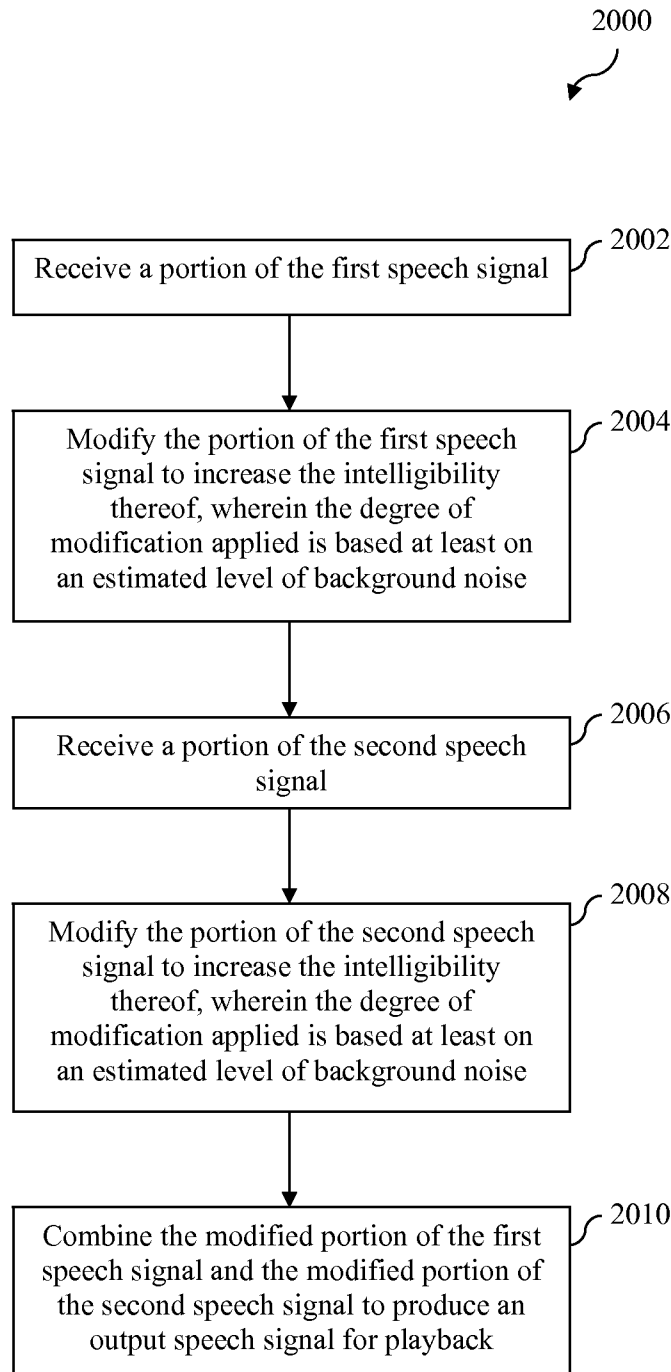 2000
2002
Receive a portion of the first speech signal
2004
Modify the portion of the first speech
signal to increase the intelligibility
thereof, wherein the degree of
modification applied is based at least on
an estimated level of background noise
2006
Receive a portion of the second speech
signal
2008
Modify the portion of the second speech
signal to increase the intelligibility
thereof, wherein the degree of
modification applied is based at least on
an estimated level of background noise
2010
Combine the modified portion of the first
speech signal and the modified portion of
the second speech signal to produce an
output speech signal for playback